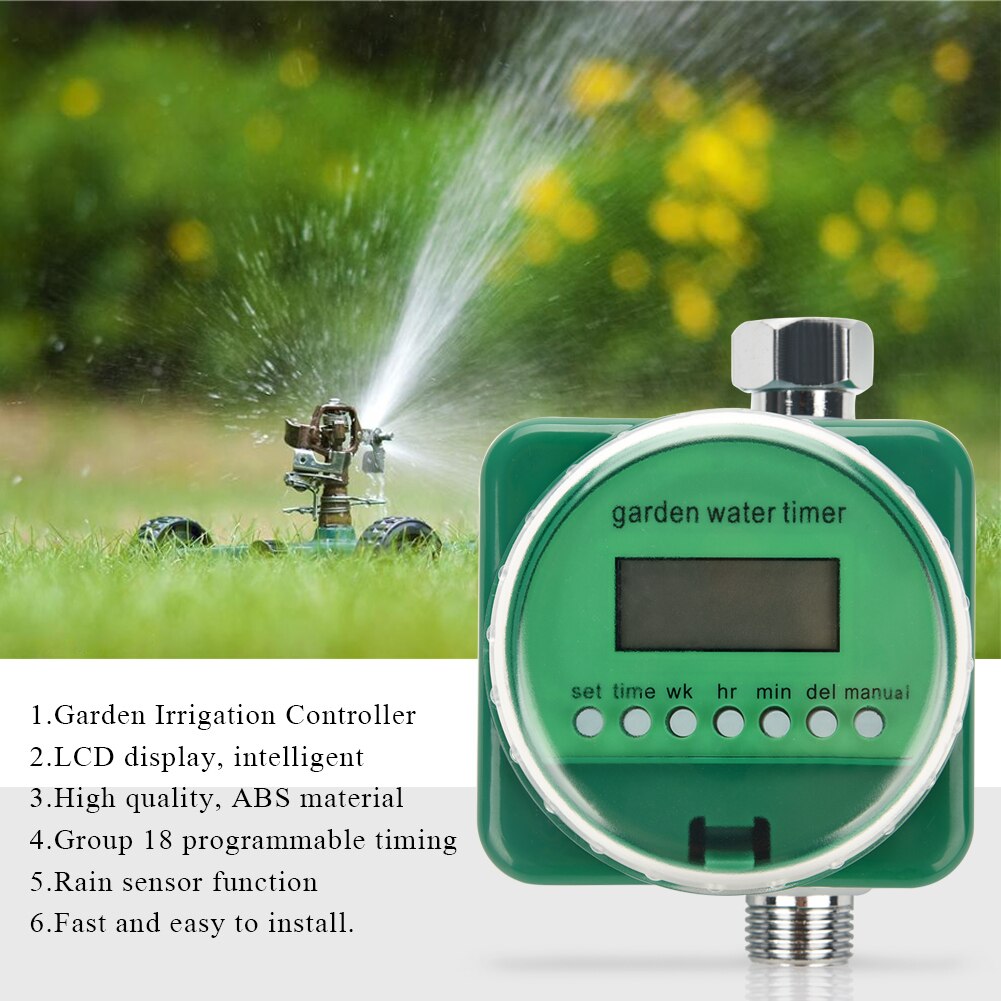 garden water timer
set time wk hr min del manual
1.Garden Irrigation Controller
2.LCD display, intelligent
3.High quality, ABS material
4.Group 18 programmable timing
5.Rain sensor function
6.Fast and easy to install.